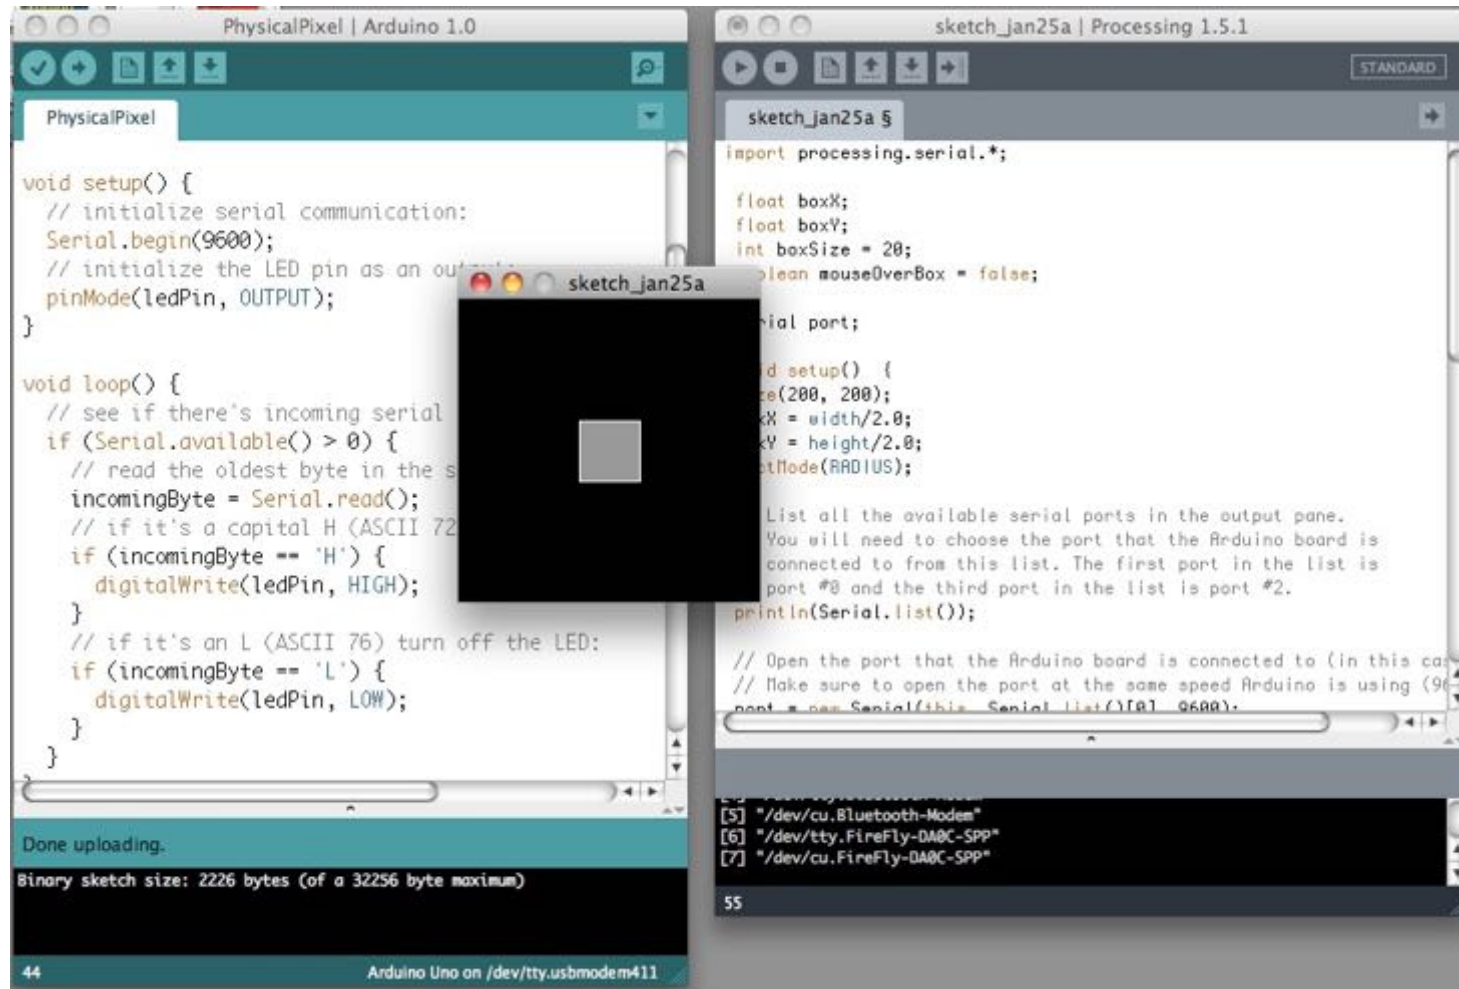 PhysicalPixel | Arduino 1.0
PhysicalPixel
void setup() {
// initialize serial communication:
Serial.begin(9600);
// initialize the LED pin as an
pinMode(ledPin, OUTPUT);
}
void loop() {
// see if there's incoming serial
if (Serial.available() > 0) {
// read the oldest byte in the
incomingByte = Serial.read();
// if it's a capital H (ASCII 72
if (incomingByte == 'H') {
digitalWrite(ledPin, HIGH);
}
// if it's an L (ASCII 76) turn off the LED:
if (incomingByte == 'L') {
digitalWrite(ledPin, LOW);
}
}
Done uploading.
Binary sketch size: 2226 bytes (of a 32256 byte maximum)
44
Arduino Uno on /dev/tty.usbmodem411
sketch_jan25a
sketch_jan25a | Processing 1.5.1
STANDARD
sketch_jan25a §
import processing.serial.*;
float boxX;
float boxY;
int boxSize = 20;
mouseOverBox = false;
port;
setup() {
(200, 200);
= width/2.0;
= height/2.0;
(RADIUS);
List all the available serial ports in the output pane.
You will need to choose the port that the Arduino board is
connected to from this list. The first port in the list is
port #0 and the third port in the list is port #2.
println(Serial.list());
// Open the port that the Arduino board is connected to (in this
// Make sure to open the port at the same speed Arduino is using
port = new Serial(this, Serial.list()[0], 9600);
[5] "/dev/cu.Bluetooth-Modem"
[6] "/dev/tty.FireFly-DA0C-SPP"
[7] "/dev/cu.FireFly-DA0C-SPP"
55